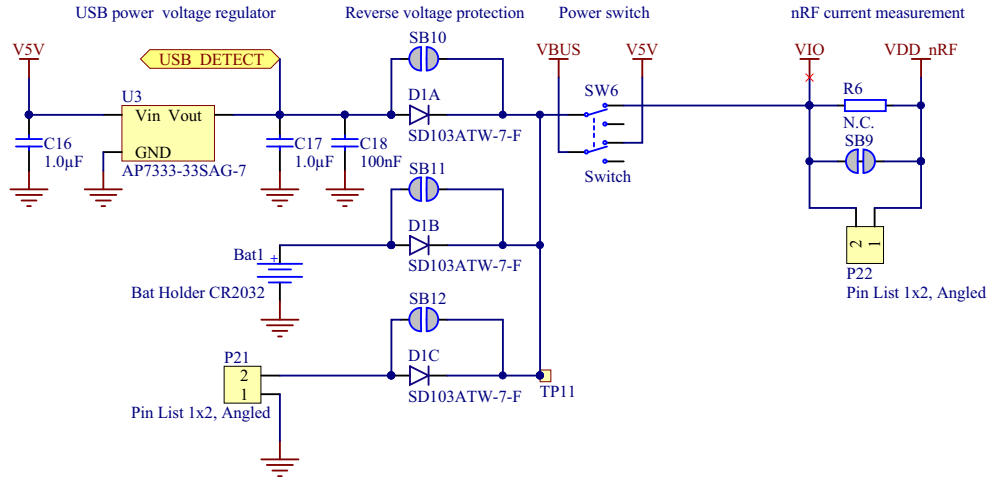 USB power  voltage regulator
Reverse voltage protection
Power switch
nRF current measurement
V5V
USB_DETECT
SB10
VBUS
V5V
VIO
VDD_nRF
U3
Vin Vout
GND
AP7333-33SAG-7
C16
1.0µF
C17
1.0µF
C18
100nF
D1A
SD103ATW-7-F
SW6
Switch
R6
N.C.
SB9
2
1
P22
Pin List 1x2, Angled
SB11
D1B
SD103ATW-7-F
Bat1
+
Bat Holder CR2032
SB12
D1C
SD103ATW-7-F
TP11
P21
2
1
Pin List 1x2, Angled